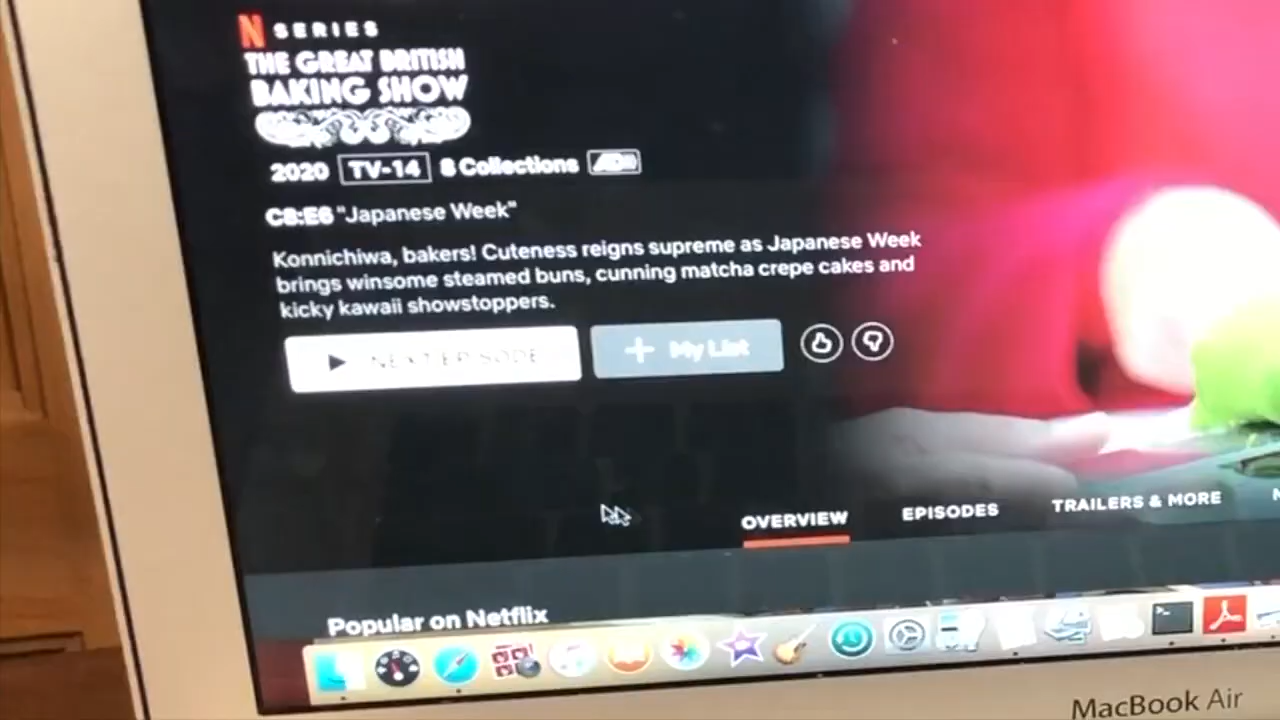 N SERIES
THE GREAT BRITISH
BAKING SHOW
2020 TV-14 8 Collections AD
C8:E6 "Japanese Week"
Konnichiwa, bakers! Cuteness reigns supreme as Japanese Week
brings winsome steamed buns, cunning matcha crepe cakes and
kicky kawaii showstoppers.
NEXT EPISODE + My List
OVERVIEW EPISODES TRAILERS & MORE
Popular on Netflix
MacBook Air